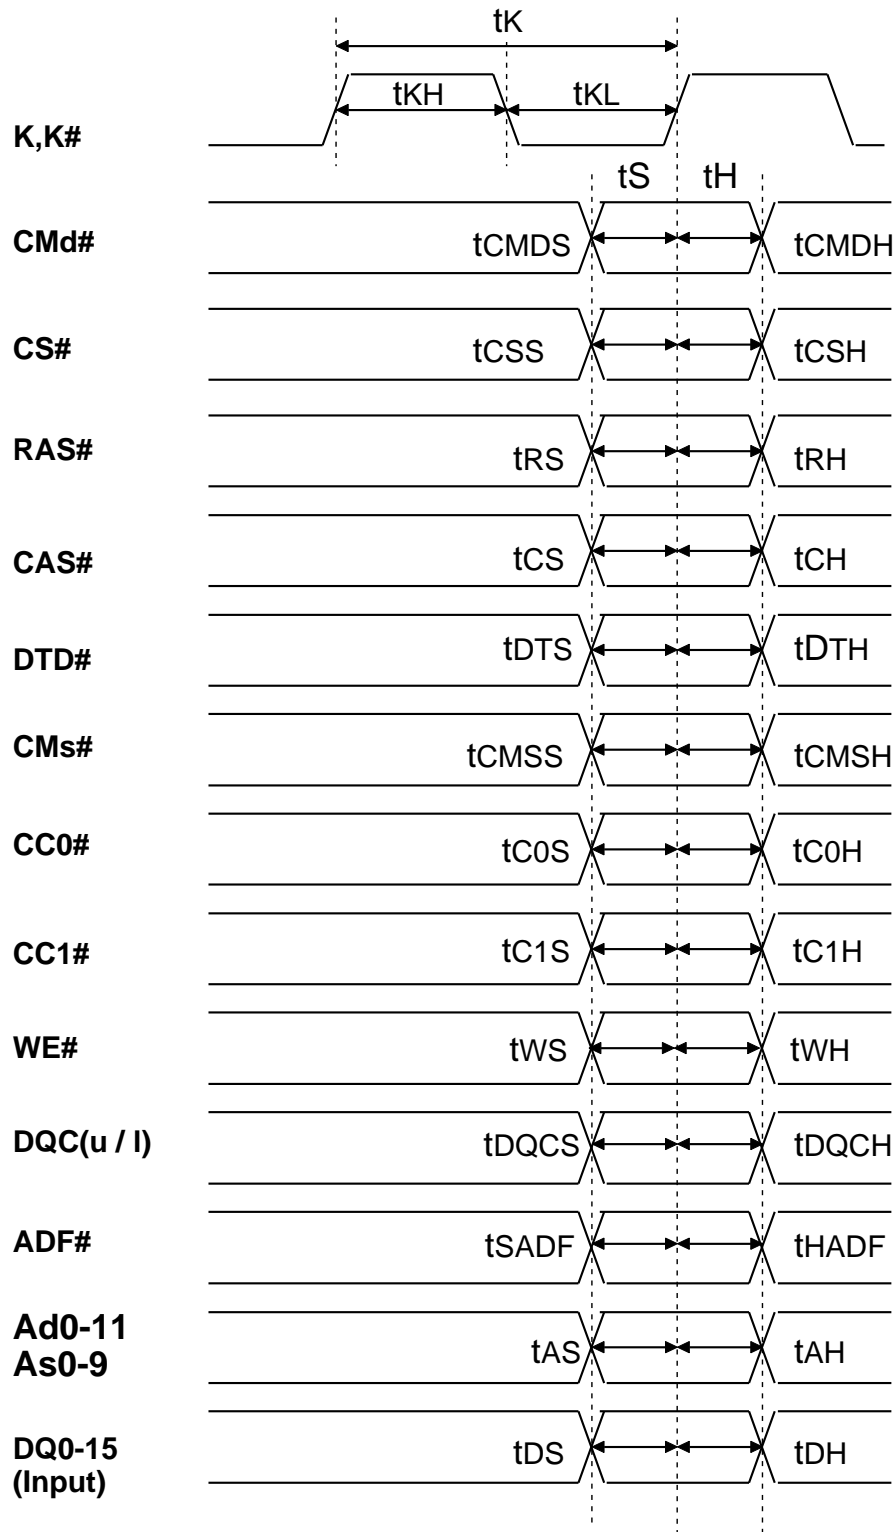 tK
tKH tKL
K,K#
tS tH
CMd# tCMDS tCMDH
CS# tCSS tCSH
RAS# tRS tRH
CAS# tCS tCH
DTD# tDTS tDTH
CMs# tCMSS tCMSH
CC0# tC0S tC0H
CC1# tC1S tC1H
WE# tWS tWH
DQC(u / l) tDQCS tDQCH
ADF# tSADF tHADF
Ad0-11
As0-9 tAS tAH
DQ0-15 tDS tDH
(Input)